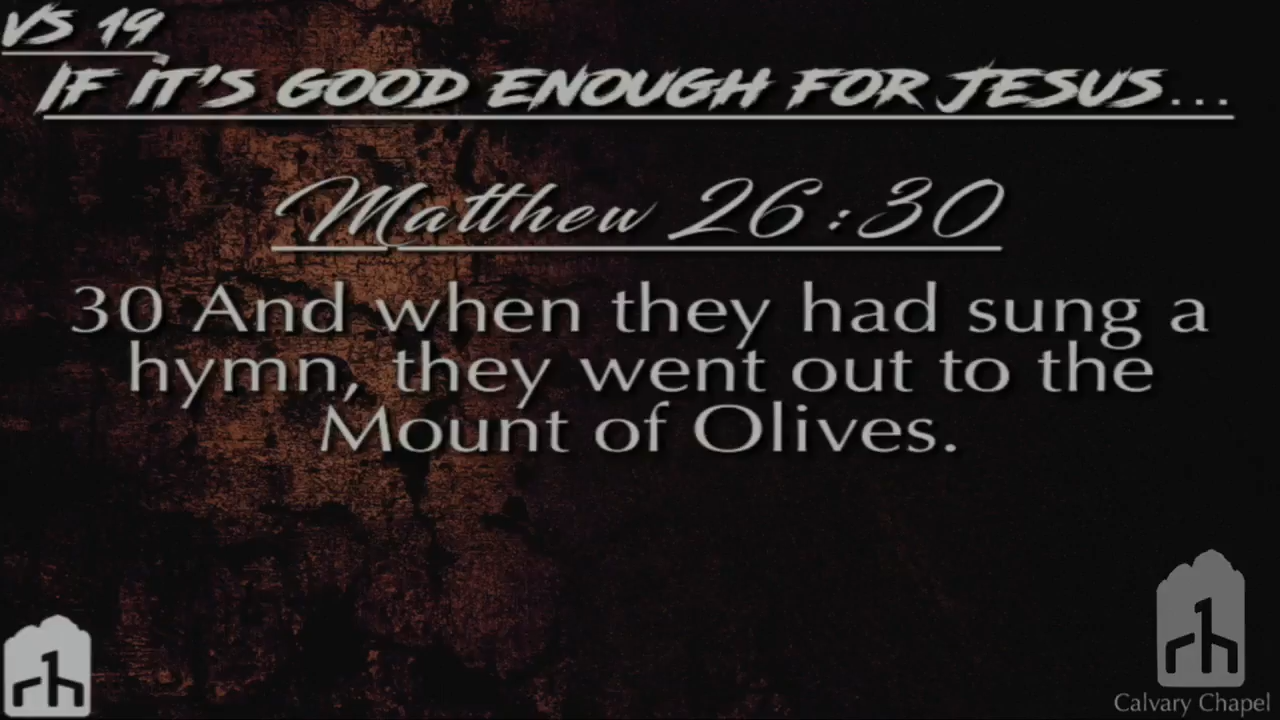 VS 19
IF IT'S GOOD ENOUGH FOR JESUS...
Matthew 26:30
30 And when they had sung a
hymn, they went out to the
Mount of Olives.
Calvary Chapel